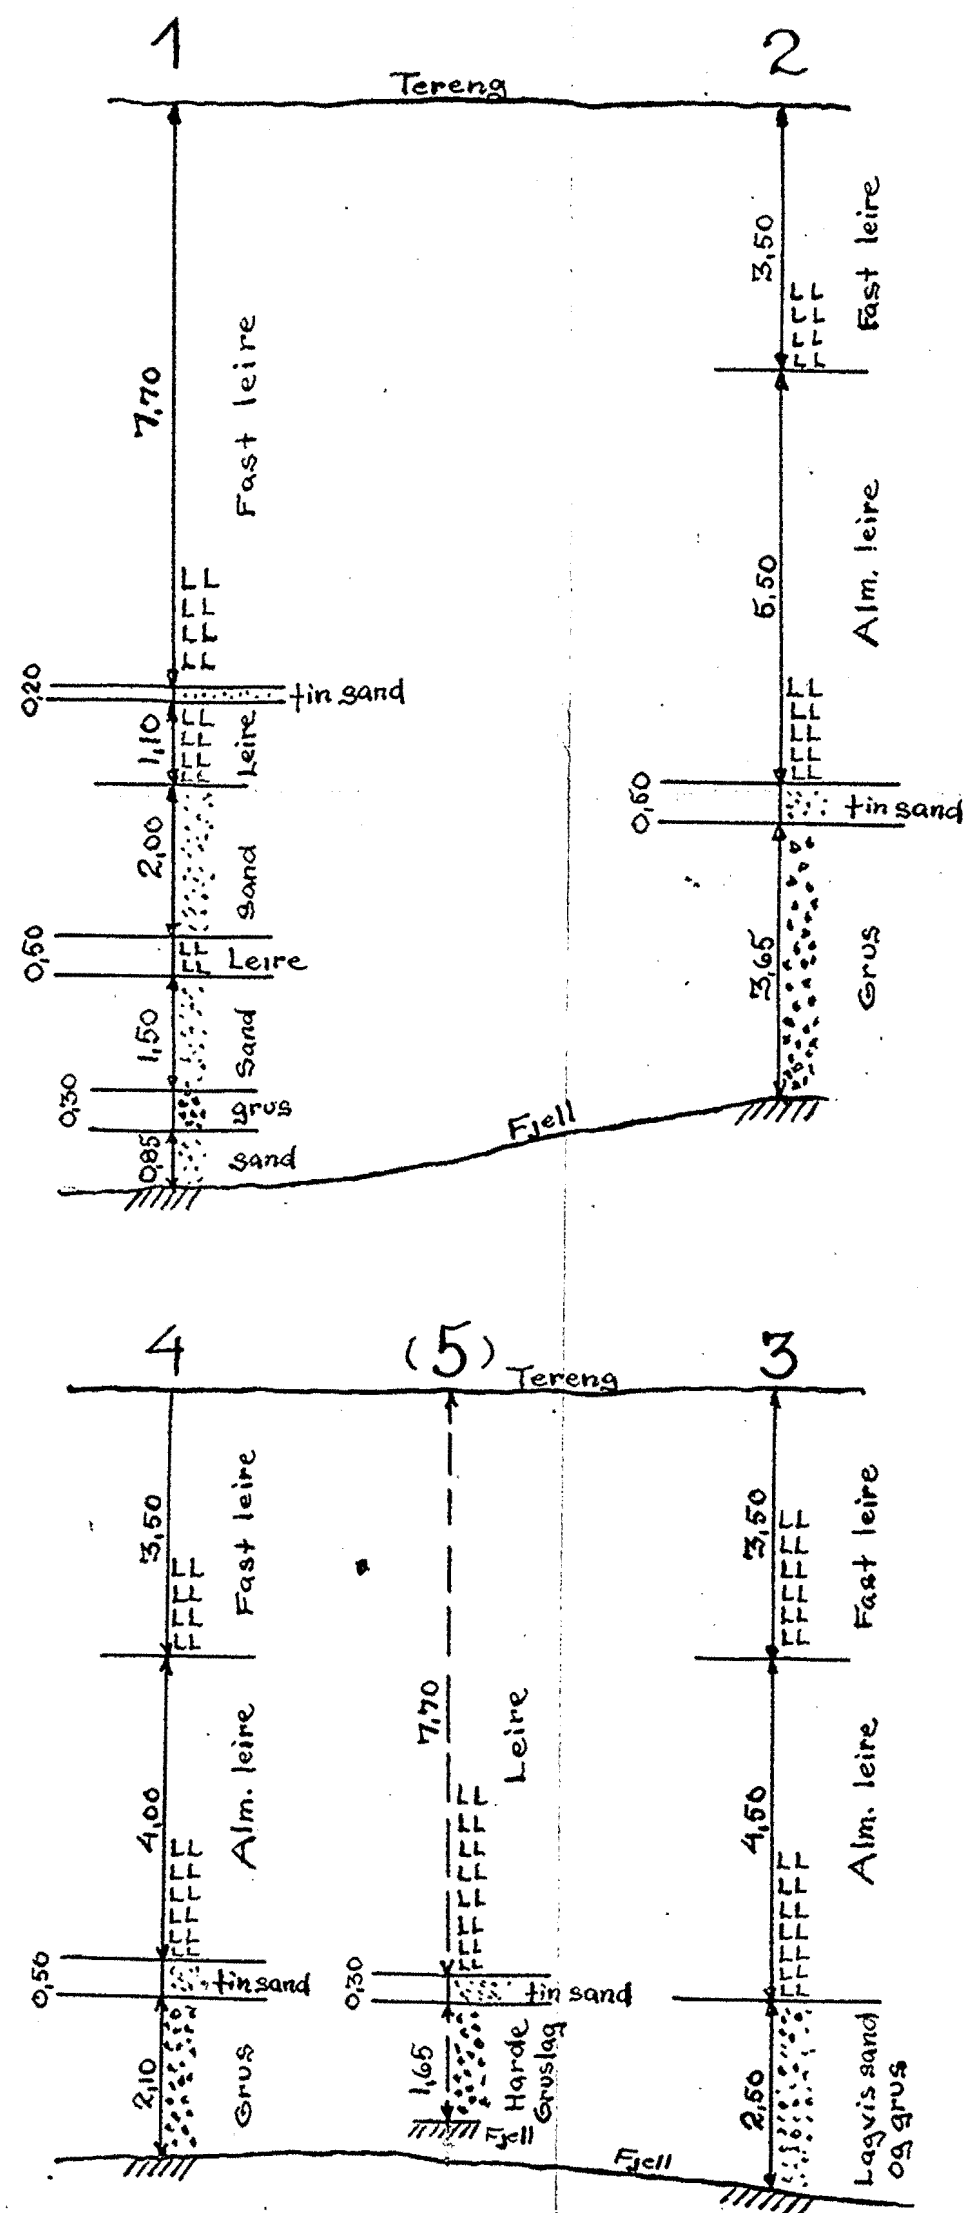 1
2
Tereng
7,70
Fast leire
0,20
fin sand
1,10
Leire
2,00
Sand
0,50
Leire
1,50
Sand
0,30
grus
0,85
sand
3,50
Fast leire
5,50
Alm. leire
0,50
fin sand
3,65
Grus
Fjell
4
(5)
3
Tereng
3,50
Fast leire
4,00
Alm. leire
0,50
fin sand
2,10
Grus
7,70
Leire
0,30
fin sand
1,65
Harde
Gruslag
Fjell
3,50
Fast leire
4,50
Alm. leire
2,50
Lagvis sand
og grus
Fjell